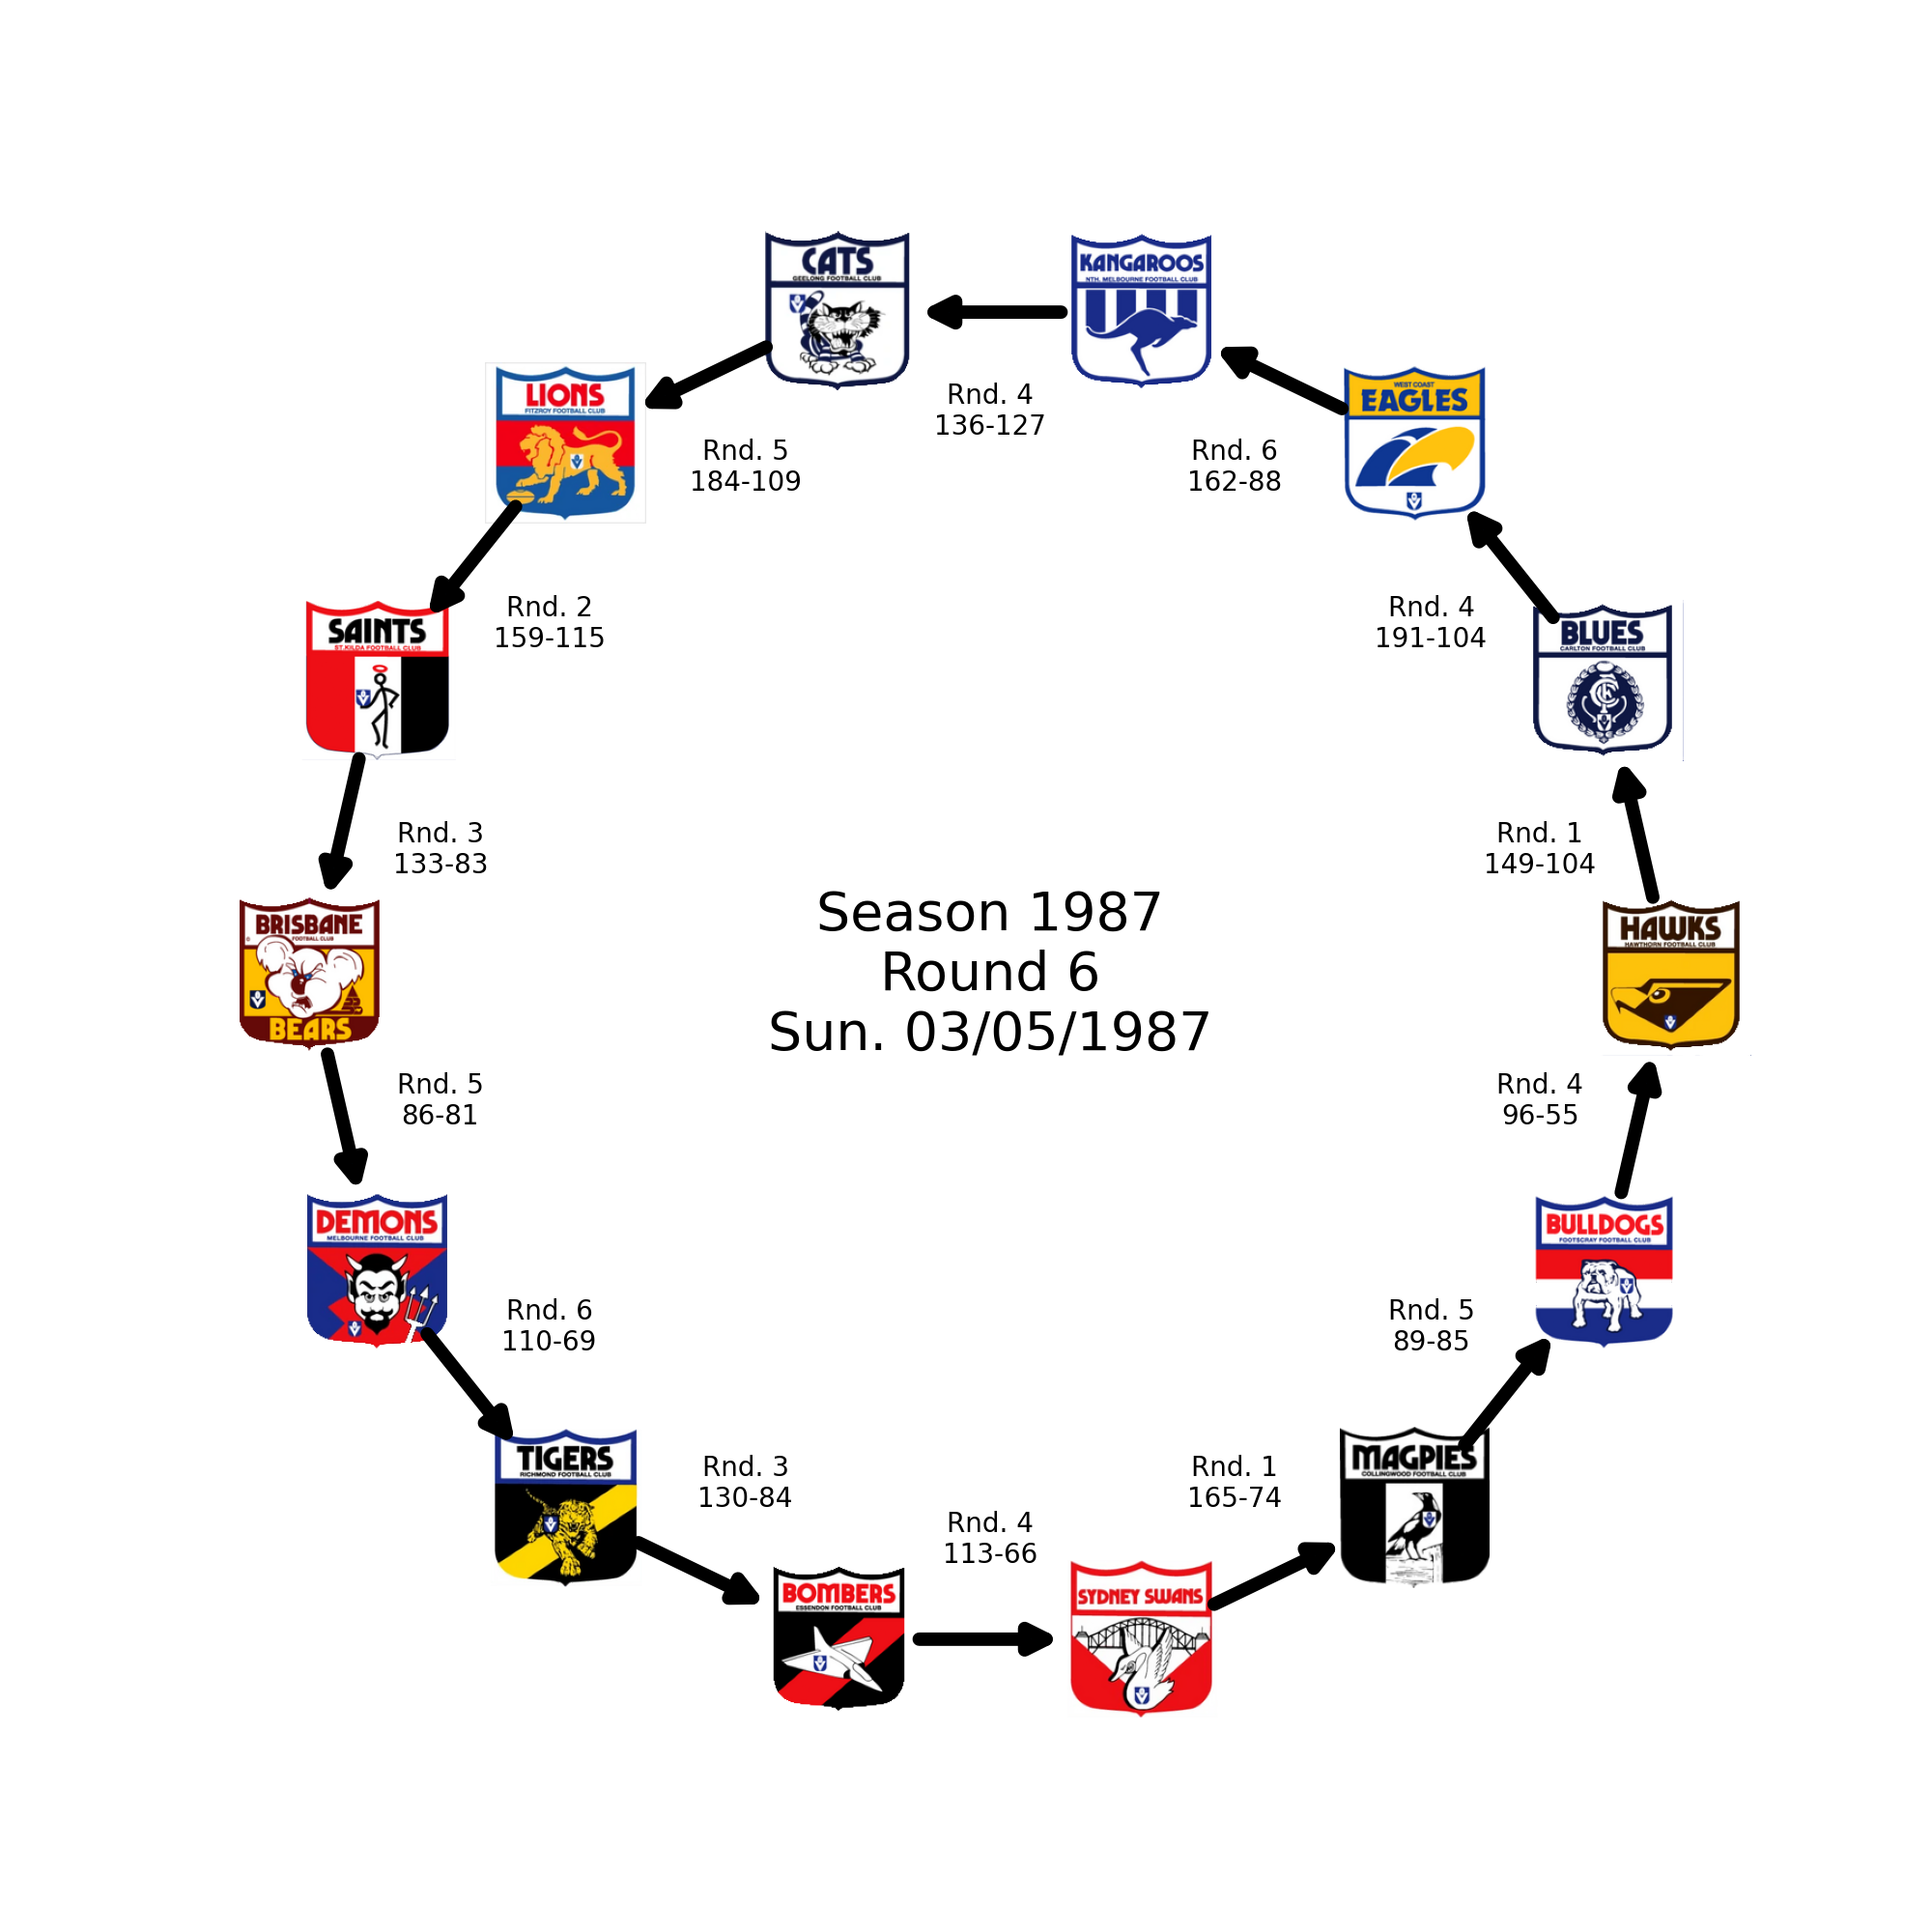 CATS
GEELONG FOOTBALL CLUB
KANGAROOS
NTH. MELBOURNE FOOTBALL CLUB
Rnd. 4
136-127
LIONS
FITZROY FOOTBALL CLUB
WEST COAST
EAGLES
Rnd. 5
184-109
Rnd. 6
162-88
SAINTS
ST.KILDA FOOTBALL CLUB
Rnd. 2
159-115
Rnd. 4
191-104
BLUES
CARLTON FOOTBALL CLUB
CFC
Rnd. 3
133-83
Rnd. 1
149-104
BRISBANE
FOOTBALL CLUB
BEARS
Season 1987
Round 6
Sun. 03/05/1987
HAWKS
HAWTHORN FOOTBALL CLUB
Rnd. 5
86-81
Rnd. 4
96-55
DEMONS
MELBOURNE FOOTBALL CLUB
BULLDOGS
FOOTSCRAY FOOTBALL CLUB
Rnd. 6
110-69
Rnd. 5
89-85
TIGERS
RICHMOND FOOTBALL CLUB
Rnd. 3
130-84
Rnd. 1
165-74
MAGPIES
COLLINGWOOD FOOTBALL CLUB
Rnd. 4
113-66
BOMBERS
ESSENDON FOOTBALL CLUB
SYDNEY SWANS